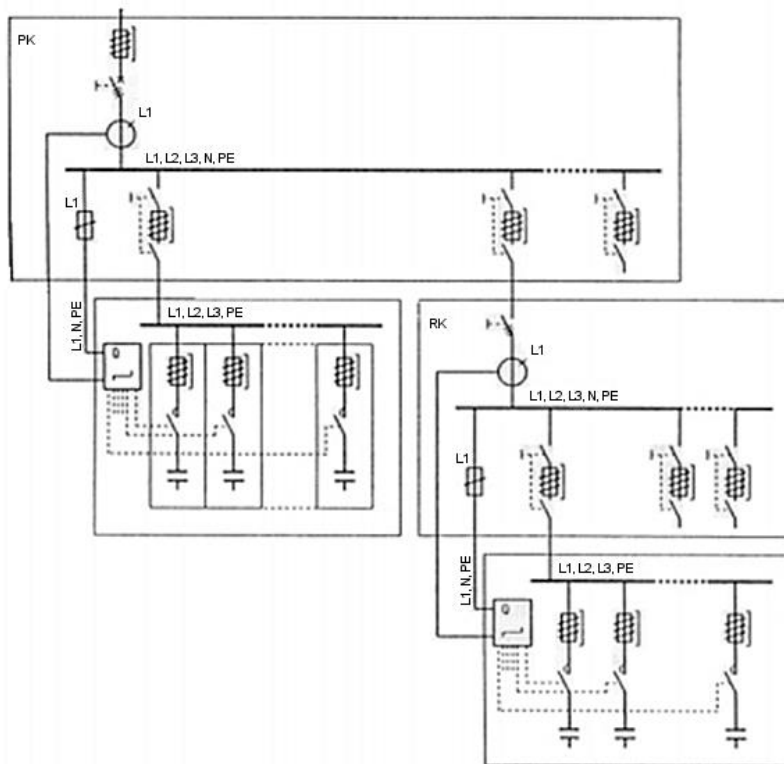 PK
L1
L1, L2, L3, N, PE
L1
L1, N, PE
L1, L2, L3, PE
Q
RK
L1
L1, L2, L3, N, PE
L1
L1, N, PE
L1, L2, L3, PE
Q